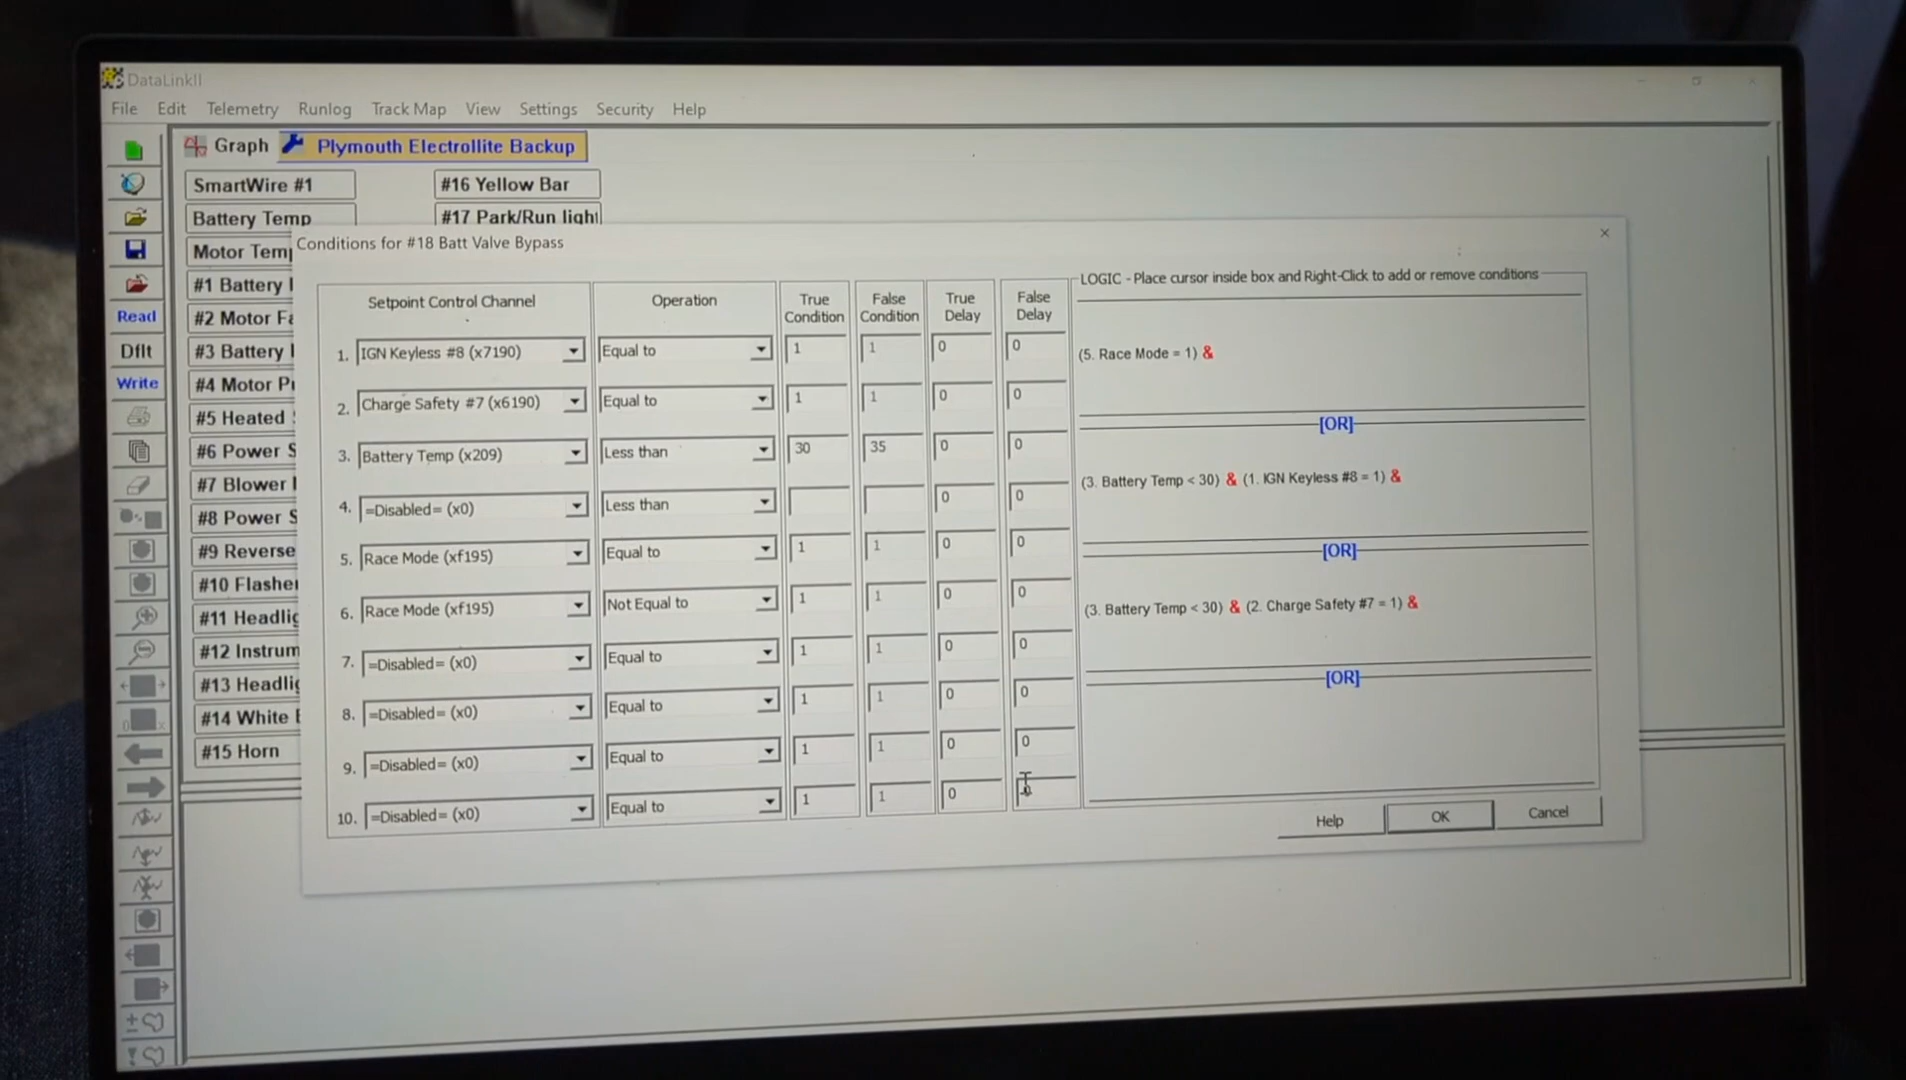 DataLinkII
File Edit Telemetry Runlog Track Map View Settings Security Help
Graph Plymouth Electrollite Backup
SmartWire #1 #16 Yellow Bar
Battery Temp #17 Park/Run light
Motor Temp
#1 Battery
#2 Motor Fa
#3 Battery
#4 Motor Pu
#5 Heated
#6 Power S
#7 Blower
#8 Power S
#9 Reverse
#10 Flasher
#11 Headlig
#12 Instrum
#13 Headlig
#14 White
#15 Horn
Read
Dflt
Write
Conditions for #18 Batt Valve Bypass
Setpoint Control Channel Operation True Condition False Condition True Delay False Delay
1. IGN Keyless #8 (x7190) Equal to 1 1 0 0
2. Charge Safety #7 (x6190) Equal to 1 1 0 0
3. Battery Temp (x209) Less than 30 35 0 0
4. =Disabled= (x0) Less than 0 0
5. Race Mode (xf195) Equal to 1 1 0 0
6. Race Mode (xf195) Not Equal to 1 1 0 0
7. =Disabled= (x0) Equal to 1 1 0 0
8. =Disabled= (x0) Equal to 1 1 0 0
9. =Disabled= (x0) Equal to 1 1 0 0
10. =Disabled= (x0) Equal to 1 1 0
LOGIC - Place cursor inside box and Right-Click to add or remove conditions
(5. Race Mode = 1) &
[OR]
(3. Battery Temp < 30) & (1. IGN Keyless #8 = 1) &
[OR]
(3. Battery Temp < 30) & (2. Charge Safety #7 = 1) &
[OR]
Help OK Cancel